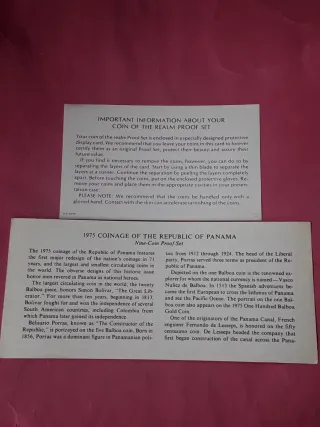 IMPORTANT INFORMATION ABOUT YOUR
COIN OF THE REALM PROOF SET
Your coin of the realm Proof Set is enclosed in a specially designed protective
display card. We recommend that you leave your coins in this card to forever
certify them as an original Proof Set, protect their beauty and assure their
future value.
If you find it necessary to remove the coins, however, you can do so by
separating the layers of the card. Start by using a thin blade to separate the
layers at a corner. Continue the separation by peeling the layers completely
apart. Before touching the coins, put on the enclosed protective gloves. Re-
move your coins and place them in the appropriate cavities in your presen-
tation case.
PLEASE NOTE: We recommend that the coins be handled only with a
gloved hand. Contact with the skin can accelerate tarnishing of the coins.
1975 COINAGE OF THE REPUBLIC OF PANAMA
Nine-Coin Proof Set
The 1975 coinage of the Republic of Panama features
the first major redesign of the nation's coinage in 71
years, and the largest and smallest circulating coins in
the world. The obverse designs of this historic issue
honor men revered in Panama as national heroes.
The largest circulating coin in the world, the twenty
Balboa piece, honors Simón Bolívar, "The Great Lib-
erator." For more than ten years, beginning in 1813,
Bolívar fought for and won the independence of several
South American countries, including Colombia from
which Panama later gained its independence.
Belisario Porras, known as "The Constructor of the
Republic," is portrayed on the five Balboa coin. Born in
1856, Porras was a dominant figure in Panamanian poli-
tics from 1912 through 1924. The head of the Liberal
party, Porras served three terms as president of the Re-
public of Panama.
Depicted on the one Balboa coin is the renowned ex-
plorer for whom the national currency is named—Vasco
Núñez de Balboa. In 1513 the Spanish adventurer be-
came the first European to cross the Isthmus of Panama
and see the Pacific Ocean. The portrait on the one Bal-
boa coin also appears on the 1975 One Hundred Balboa
Gold Coin.
One of the originators of the Panama Canal, French
engineer Fernando de Lesseps, is honored on the fifty
centesimo coin. De Lesseps headed the company that
first began construction of the canal across the Pana-